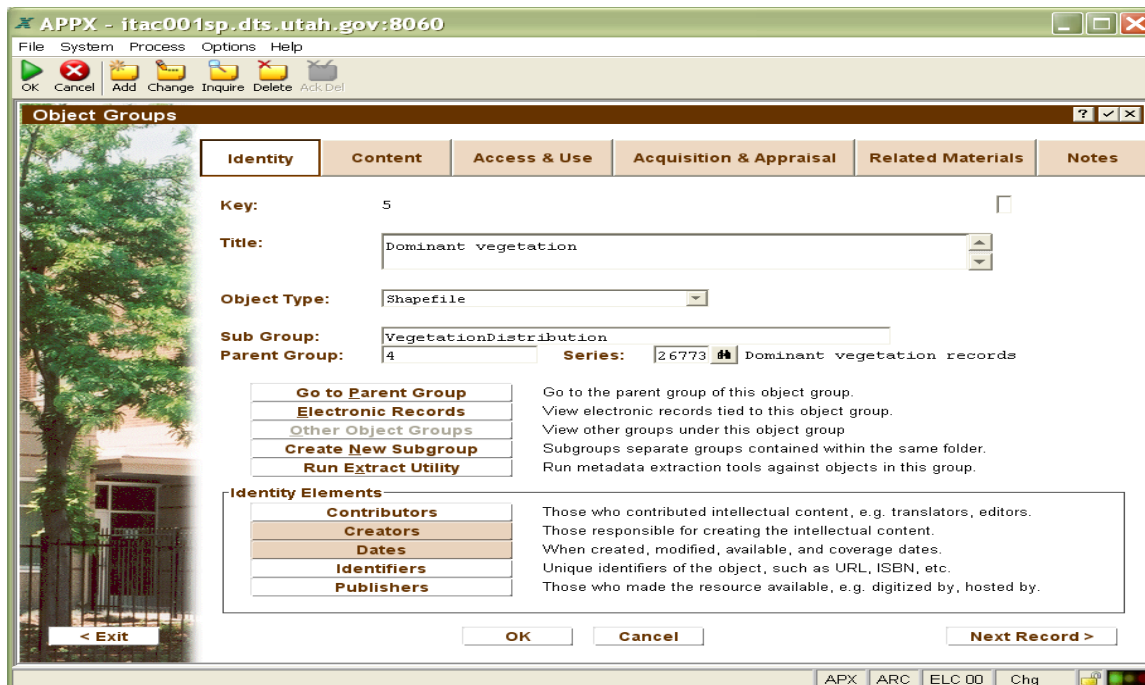 APPX - itac001sp.dts.utah.gov:8060
File System Process Options Help
OK Cancel Add Change Inquire Delete Ack Del
Object Groups
Identity Content Access & Use Acquisition & Appraisal Related Materials Notes
Key: 5
Title: Dominant vegetation
Object Type: Shapefile
Sub Group: VegetationDistribution
Parent Group: 4 Series: 26773 Dominant vegetation records
Go to Parent Group Go to the parent group of this object group.
Electronic Records View electronic records tied to this object group.
Other Object Groups View other groups under this object group
Create New Subgroup Subgroups separate groups contained within the same folder.
Run Extract Utility Run metadata extraction tools against objects in this group.
Identity Elements
Contributors Those who contributed intellectual content, e.g. translators, editors.
Creators Those responsible for creating the intellectual content.
Dates When created, modified, available, and coverage dates.
Identifiers Unique identifiers of the object, such as URL, ISBN, etc.
Publishers Those who made the resource available, e.g. digitized by, hosted by.
< Exit OK Cancel Next Record >
APX ARC ELC 00 Chg